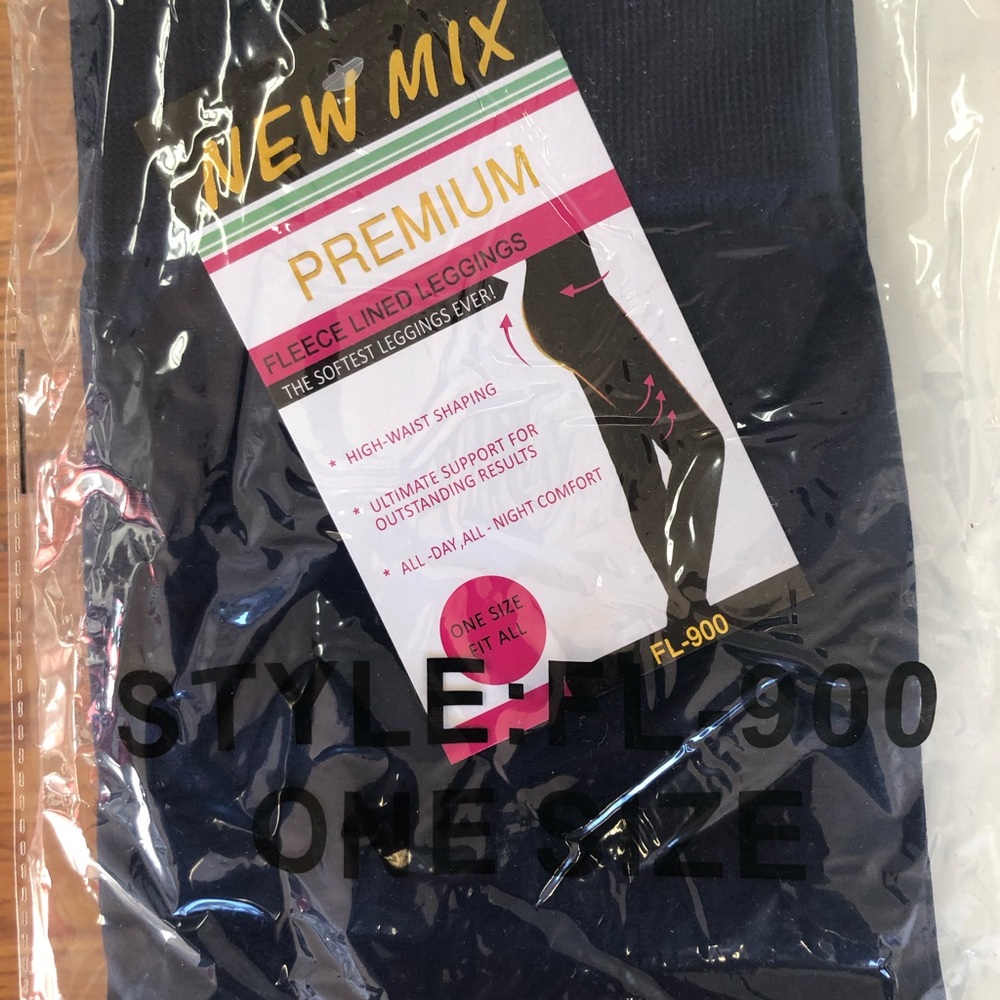 NEW MIX
PREMIUM
FLEECE LINED LEGGINGS
THE SOFTEST LEGGINGS EVER!
* HIGH-WAIST SHAPING
* ULTIMATE SUPPORT FOR
OUTSTANDING RESULTS
* ALL -DAY ,ALL - NIGHT COMFORT
ONE SIZE
FIT ALL
FL-900
STYLE:FL-900
ONE SIZE